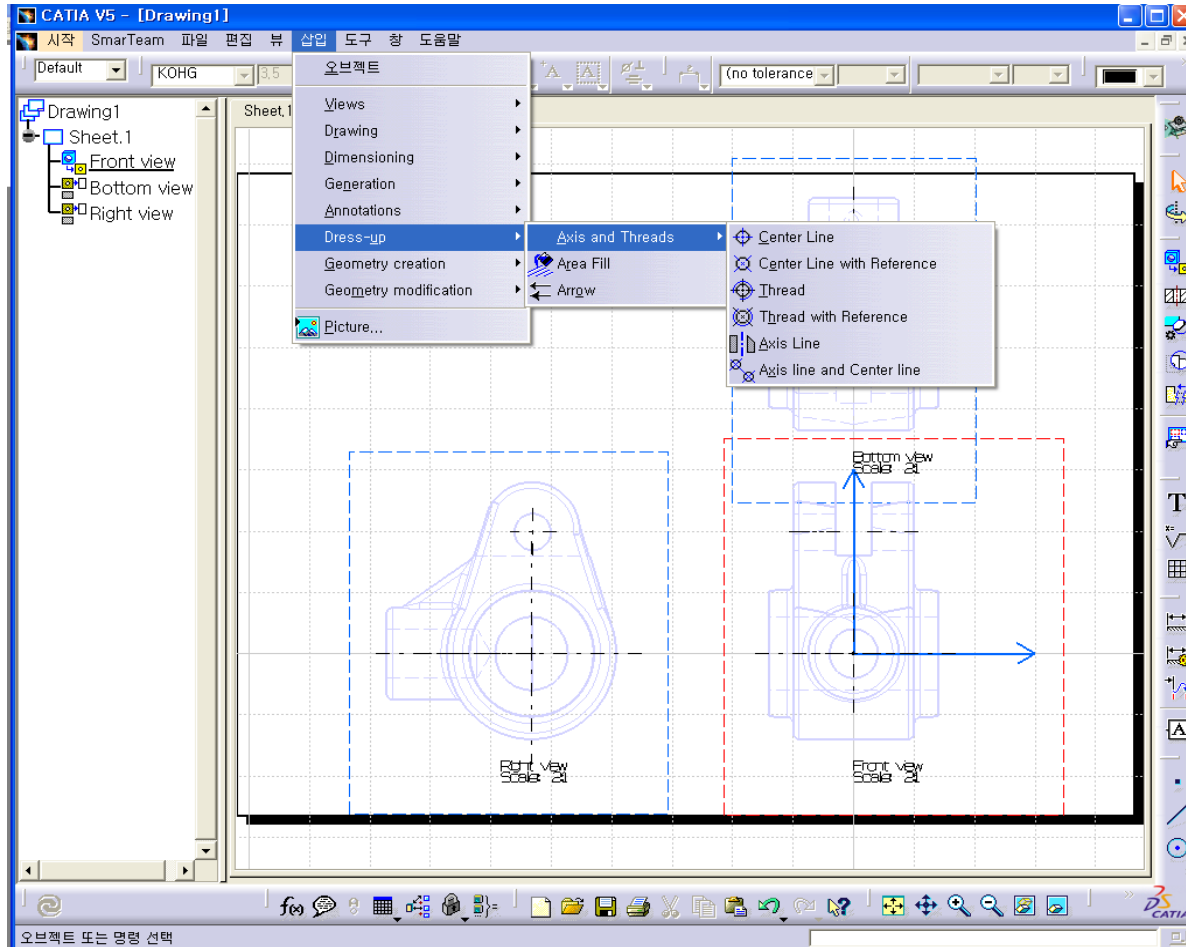 CATIA V5 - [Drawing1]
시작 SmarTeam 파일 편집 뷰 삽입 도구 창 도움말
Default KOHG 3,5 (no tolerance
Drawing1
Sheet.1
Front view
Bottom view
Right view
Sheet,1
오브젝트
Views
Drawing
Dimensioning
Generation
Annotations
Dress-up
Geometry creation
Geometry modification
Picture...
Axis and Threads
Area Fill
Arrow
Center Line
Center Line with Reference
Thread
Thread with Reference
Axis Line
Axis line and Center line
Bottom view
Scale: 2:1
Right view
Scale: 2:1
Front view
Scale: 2:1
f(x)
CATIA
오브젝트 또는 명령 선택